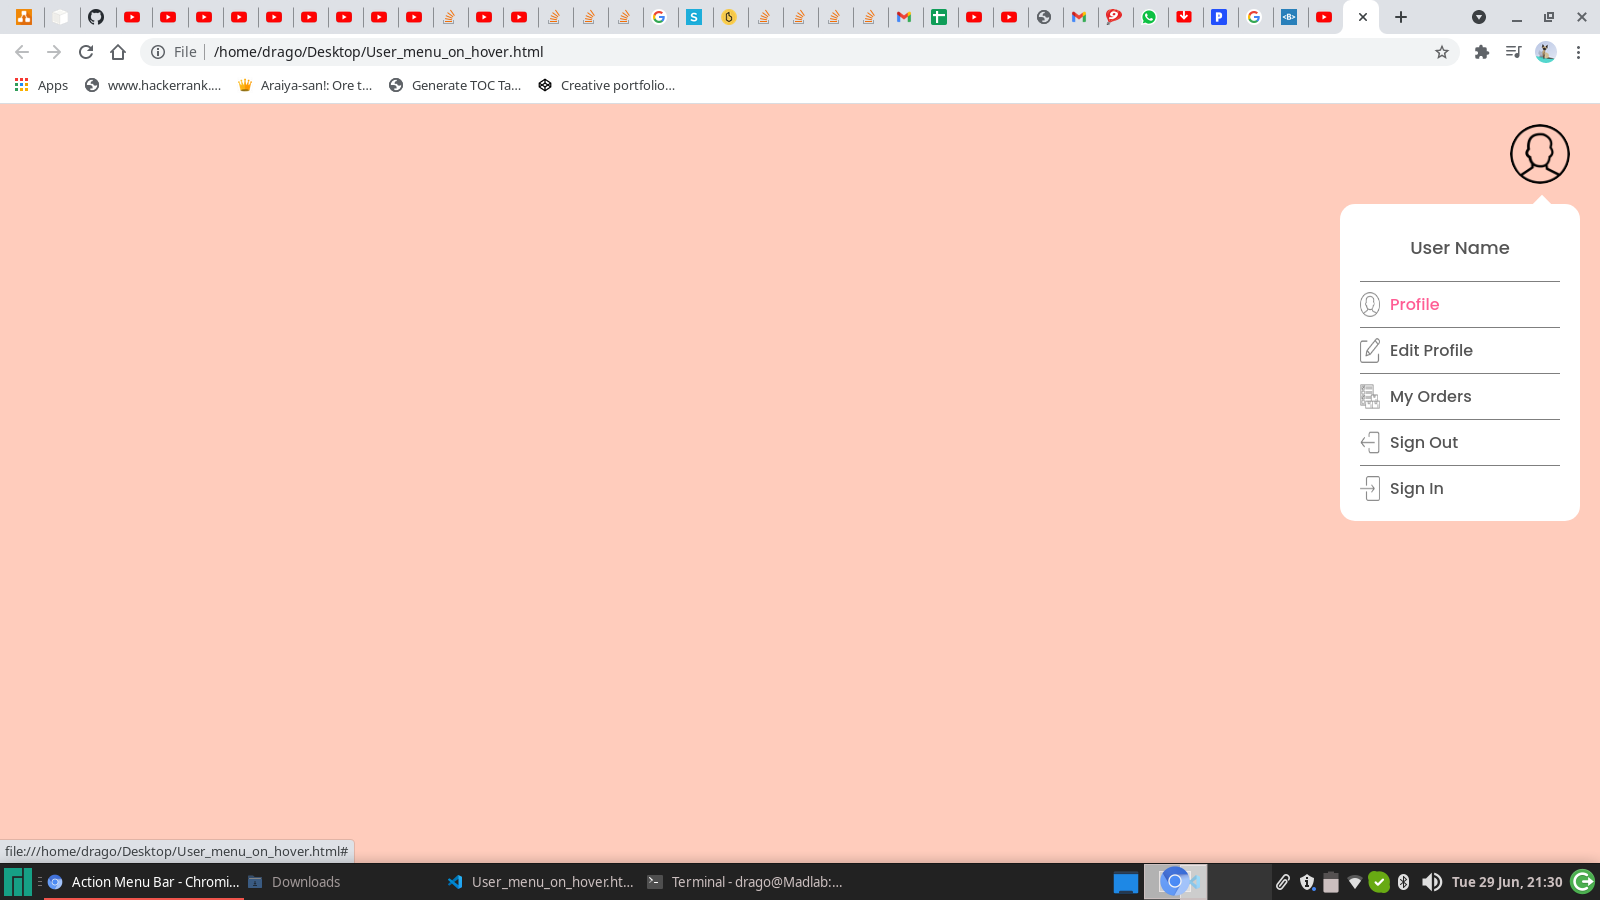 File /home/drago/Desktop/User_menu_on_hover.html
Apps www.hackerrank.... Araiya-san!: Ore t... Generate TOC Ta... Creative portfolio...
User Name
Profile
Edit Profile
My Orders
Sign Out
Sign In
file:///home/drago/Desktop/User_menu_on_hover.html#
Action Menu Bar - Chromi... Downloads User_menu_on_hover.ht... Terminal - drago@Madlab:... Tue 29 Jun, 21:30